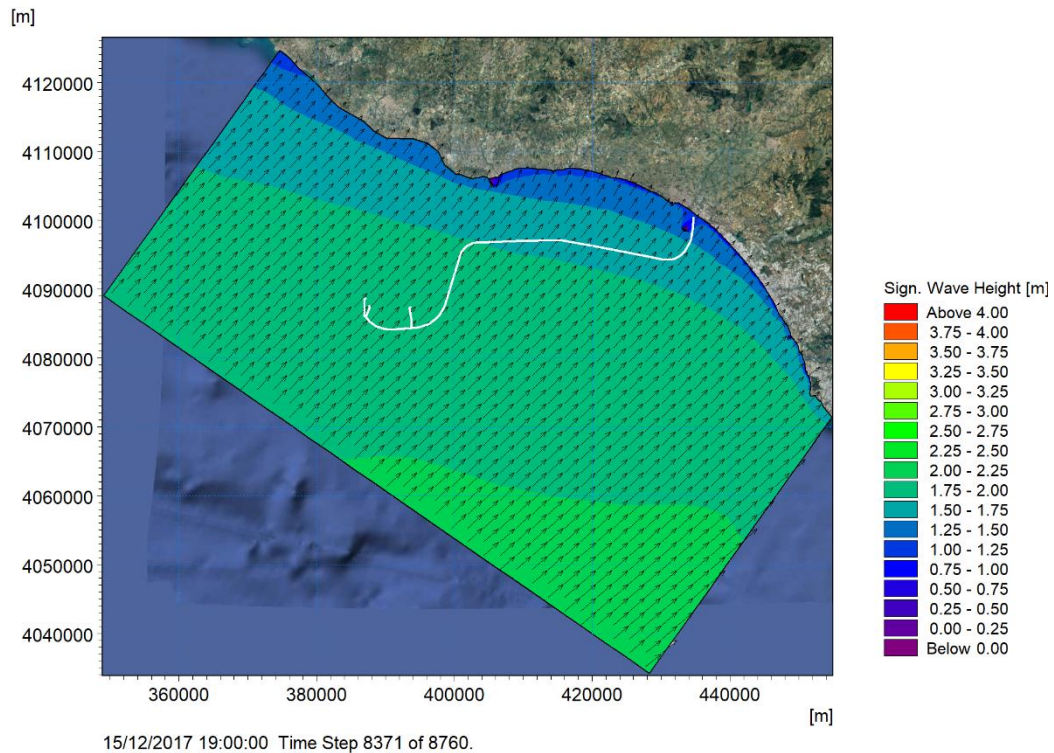 [m]
4120000
4110000
4100000
4090000
4080000
4070000
4060000
4050000
4040000
360000 380000 400000 420000 440000
[m]
Sign. Wave Height [m]
Above 4.00
3.75 - 4.00
3.50 - 3.75
3.25 - 3.50
3.00 - 3.25
2.75 - 3.00
2.50 - 2.75
2.25 - 2.50
2.00 - 2.25
1.75 - 2.00
1.50 - 1.75
1.25 - 1.50
1.00 - 1.25
0.75 - 1.00
0.50 - 0.75
0.25 - 0.50
0.00 - 0.25
Below 0.00
15/12/2017 19:00:00 Time Step 8371 of 8760.